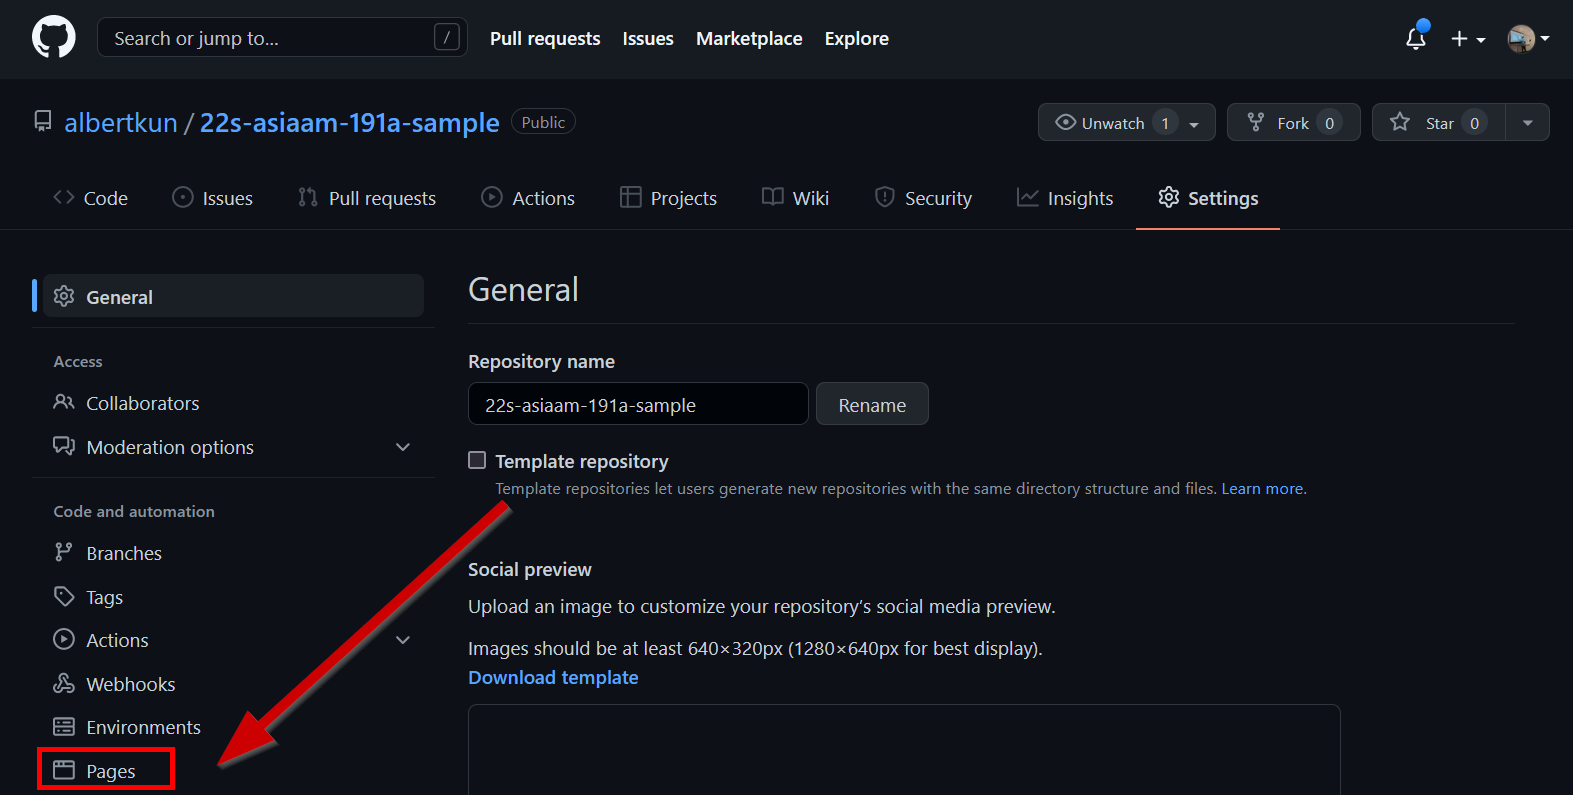 Search or jump to... / Pull requests Issues Marketplace Explore
albertkun / 22s-asiaam-191a-sample Public Unwatch 1 Fork 0 Star 0
Code Issues Pull requests Actions Projects Wiki Security Insights Settings
General
Access
Collaborators
Moderation options
Code and automation
Branches
Tags
Actions
Webhooks
Environments
Pages
General
Repository name
22s-asiaam-191a-sample Rename
Template repository
Template repositories let users generate new repositories with the same directory structure and files. Learn more.
Social preview
Upload an image to customize your repository’s social media preview.
Images should be at least 640×320px (1280×640px for best display).
Download template